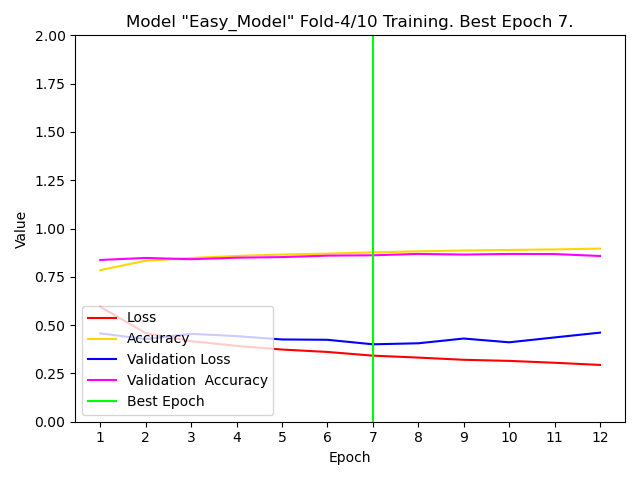 Model "Easy_Model" Fold-4/10 Training. Best Epoch 7.
2.00
1.75
1.50
1.25
1.00
0.75
0.50
0.25
0.00
Value
Loss
Accuracy
Validation Loss
Validation  Accuracy
Best Epoch
1 2 3 4 5 6 7 8 9 10 11 12
Epoch